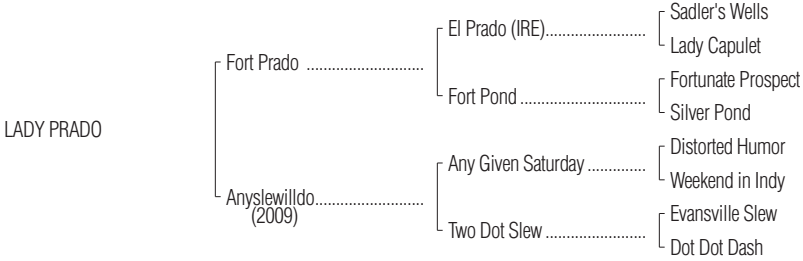 Sadler's Wells
El Prado (IRE)......................
Lady Capulet
Fort Prado ..........................
Fortunate Prospect
Fort Pond ............................
Silver Pond
LADY PRADO
Distorted Humor
Any Given Saturday .............
Weekend in Indy
Anyslewilldo........................
(2009)
Evansville Slew
Two Dot Slew ......................
Dot Dot Dash